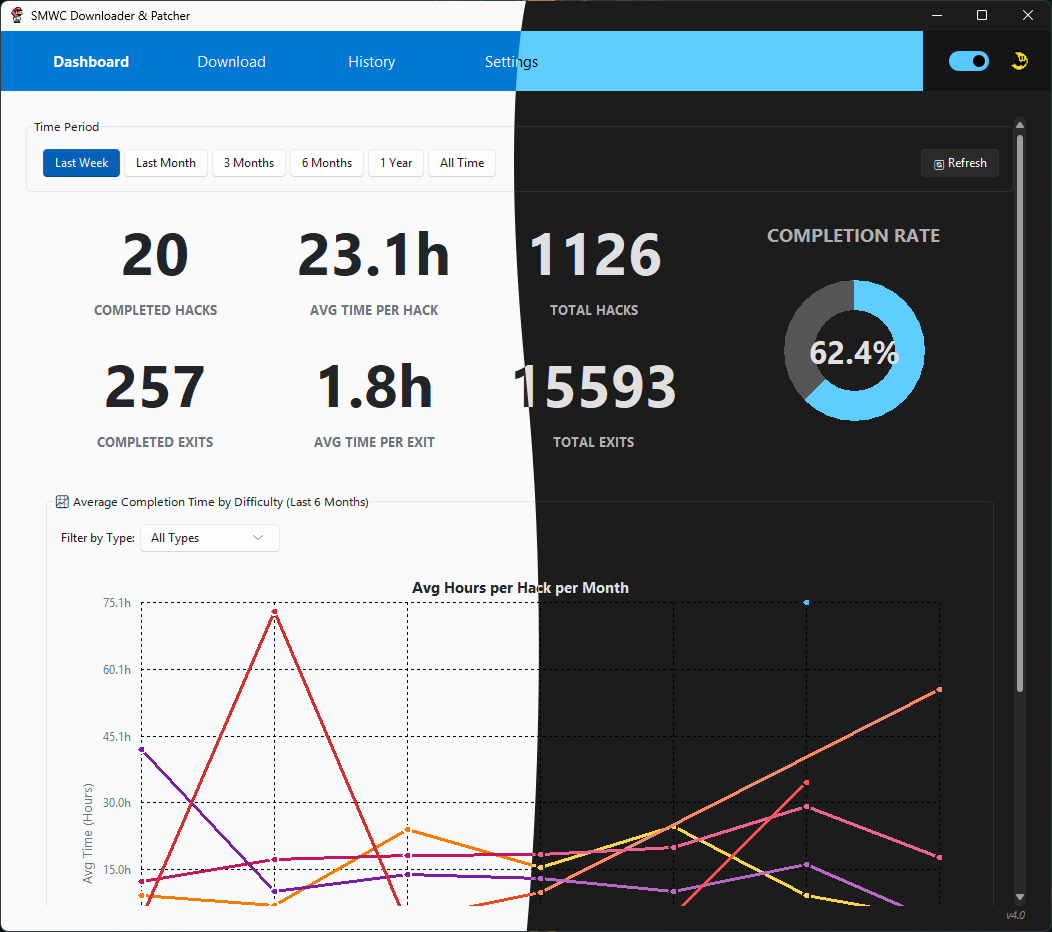 SMWC Downloader & Patcher
Dashboard Download History Settings
Time Period
Last Week Last Month 3 Months 6 Months 1 Year All Time Refresh
20 23.1h 1126 COMPLETION RATE
COMPLETED HACKS AVG TIME PER HACK TOTAL HACKS
62.4%
257 1.8h 15593
COMPLETED EXITS AVG TIME PER EXIT TOTAL EXITS
Average Completion Time by Difficulty (Last 6 Months)
Filter by Type: All Types
Avg Hours per Hack per Month
75.1h
60.1h
45.1h
30.0h
15.0h
Avg Time (Hours)
v4.0